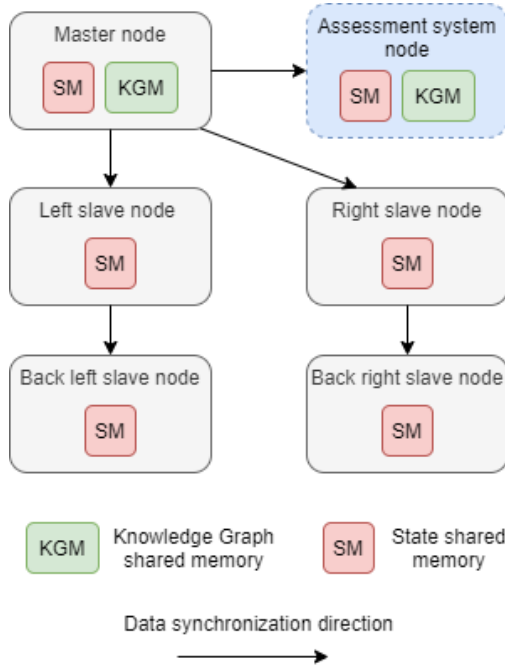 Master node
SM
KGM
Assessment system
node
SM
KGM
Left slave node
SM
Right slave node
SM
Back left slave node
SM
Back right slave node
SM
KGM
Knowledge Graph
shared memory
SM
State shared
memory
Data synchronization direction